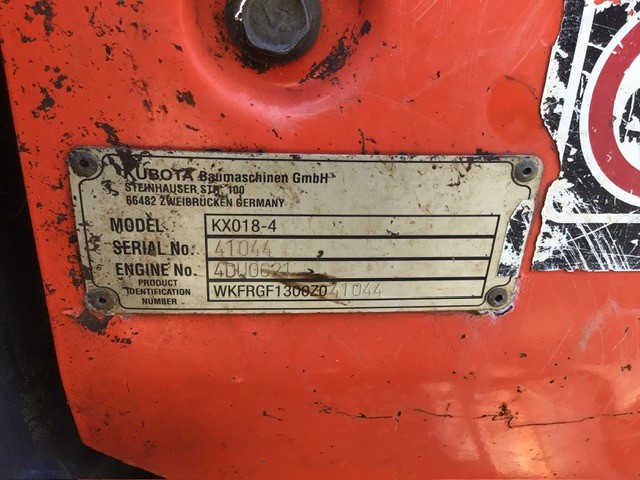 KUBOTA Baumaschinen GmbH
STEINHAUSER STR. 100
66482 ZWEIBRÜCKEN GERMANY
MODEL KX018-4
SERIAL No. 41044
ENGINE No. 4DW0621
PRODUCT IDENTIFICATION NUMBER WKFRGF1300Z041044